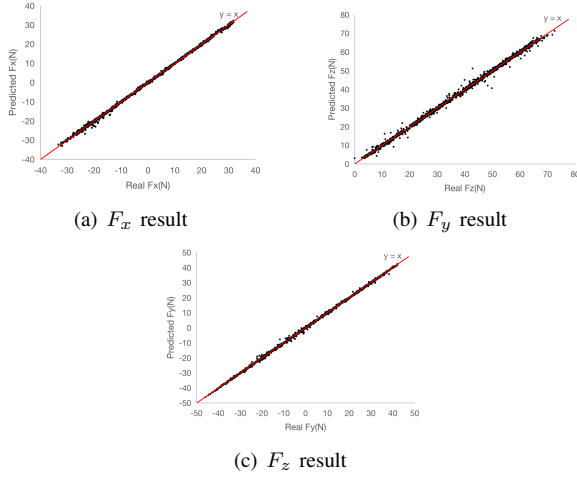 40
30
20
10
0
-10
-20
-30
-40
-40 -30 -20 -10 0 10 20 30 40
Predicted Fx(N)
Real Fx(N)
y = x
(a) Fx result
80
70
60
50
40
30
20
10
0
0 10 20 30 40 50 60 70 80
Predicted Fz(N)
Real Fz(N)
y = x
(b) Fy result
50
40
30
20
10
0
-10
-20
-30
-40
-50
-50 -40 -30 -20 -10 0 10 20 30 40 50
Predicted Fy(N)
Real Fy(N)
y = x
(c) Fz result